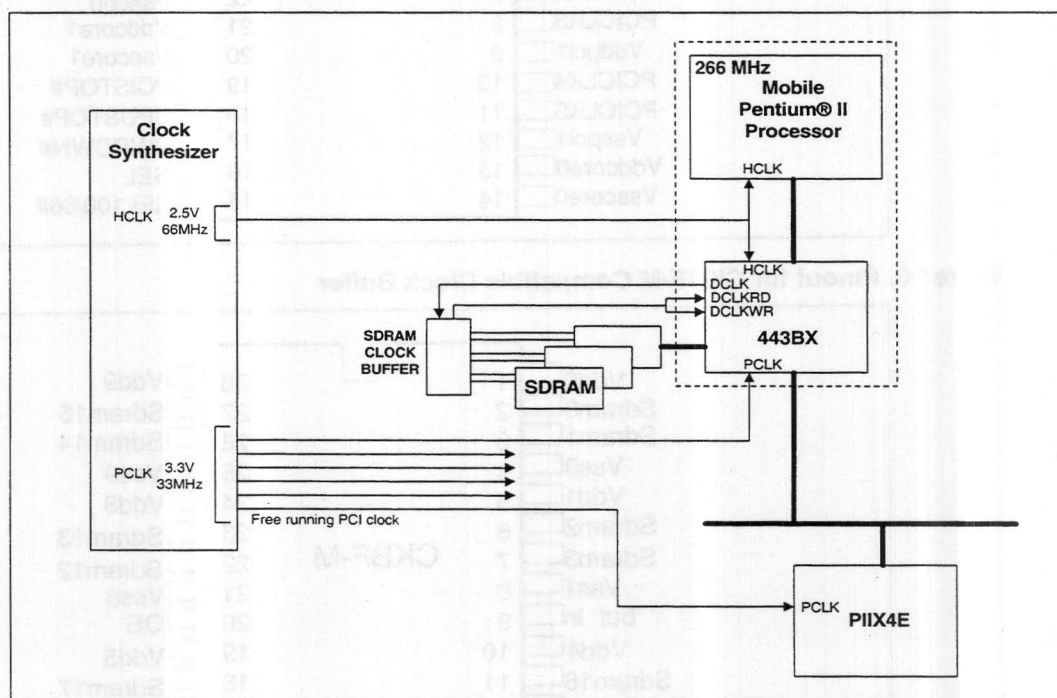 266 MHz
Mobile
Pentium® II
Processor
HCLK
Clock
Synthesizer
HCLK 2.5V
66MHz
HCLK
DCLK
DCLKRD
DCLKWR
443BX
PCLK
SDRAM
CLOCK
BUFFER
SDRAM
PCLK 3.3V
33MHz
Free running PCI clock
PCLK
PIIX4E